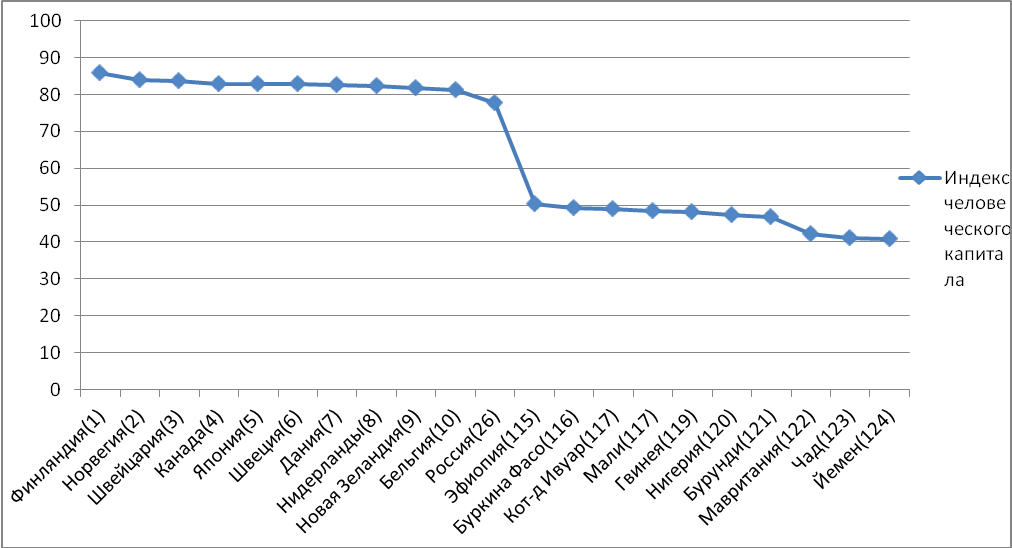 100
90
80
70
60
50
40
30
20
10
0
Финляндия(1)
Норвегия(2)
Швейцария(3)
Канада(4)
Япония(5)
Швеция(6)
Дания(7)
Нидерланды(8)
Новая Зеландия(9)
Бельгия(10)
Россия(26)
Эфиопия(115)
Буркина Фасо(116)
Кот-д Ивуар(117)
Мали(117)
Гвинея(119)
Нигерия(120)
Бурунди(121)
Мавритания(122)
Чад(123)
Йемен(124)
Индекс
челове
ческого
капита
ла